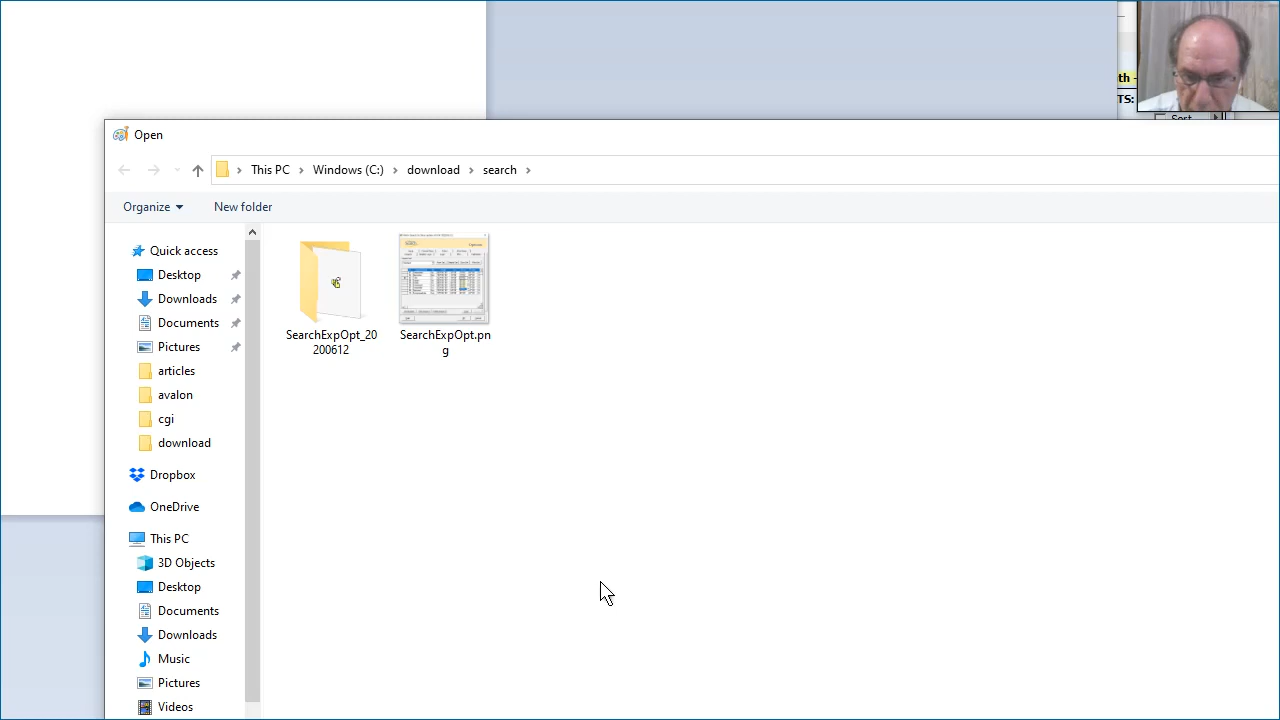 th -
TS:
Sort
Open
This PC
Windows (C:)
download
search
Organize
New folder
Quick access
Desktop
Downloads
Documents
Pictures
articles
avalon
cgi
download
Dropbox
OneDrive
This PC
3D Objects
Desktop
Documents
Downloads
Music
Pictures
Videos
SearchExpOpt_20
200612
SearchExpOpt.pn
g